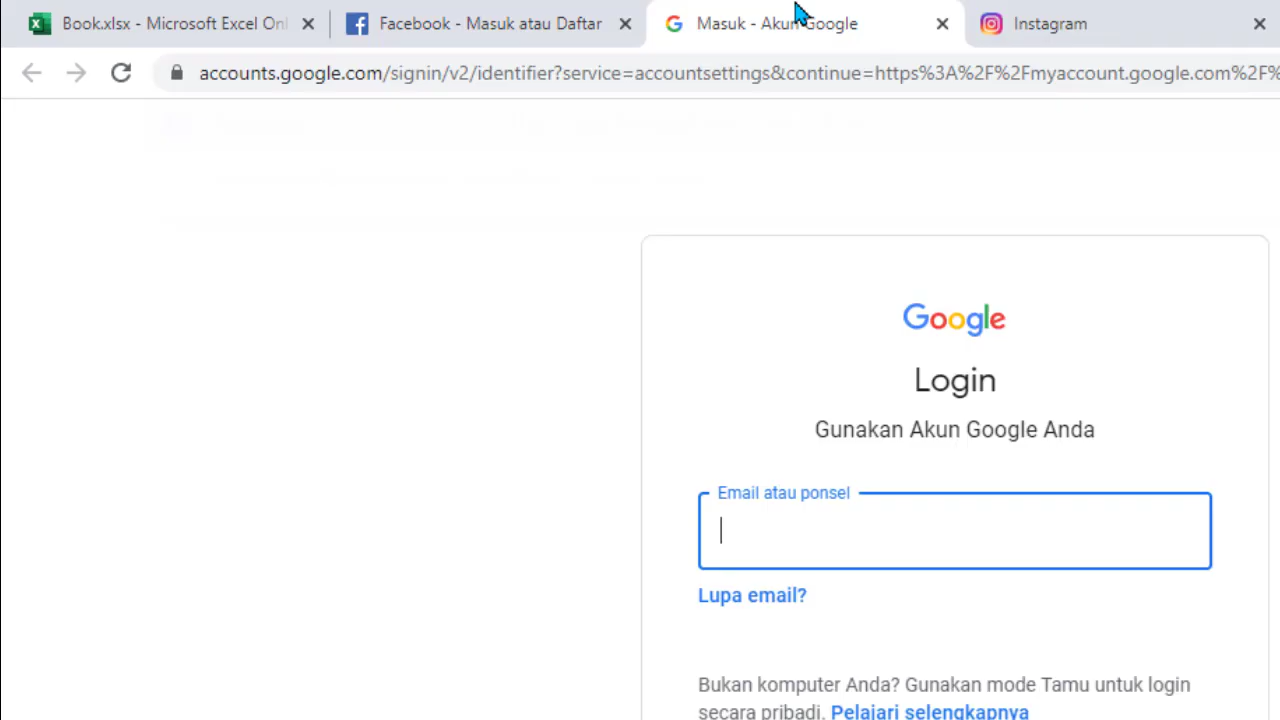 Book.xlsx - Microsoft Excel Onl
Facebook - Masuk atau Daftar
Masuk - Akun Google
Instagram
accounts.google.com/signin/v2/identifier?service=accountsettings&continue=https%3A%2F%2Fmyaccount.google.com%2F%
Google
Login
Gunakan Akun Google Anda
Email atau ponsel
Lupa email?
Bukan komputer Anda? Gunakan mode Tamu untuk login
secara pribadi. Pelajari selengkapnya